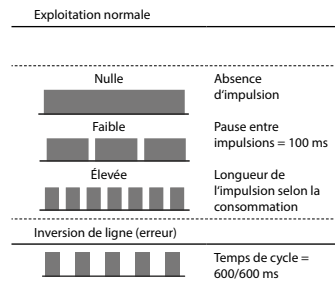 Exploitation normale
Nulle
Absence
d'impulsion
Faible
Pause entre
impulsions = 100 ms
Élevée
Longueur de
l'impulsion selon la
consommation
Inversion de ligne (erreur)
Temps de cycle =
600/600 ms